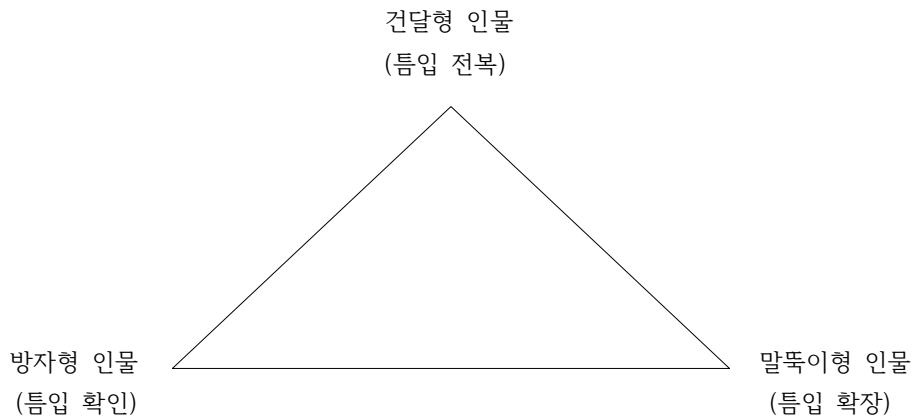 건달형 인물
(틈입 전복)
방자형 인물
(틈입 확인)
말뚝이형 인물
(틈입 확장)